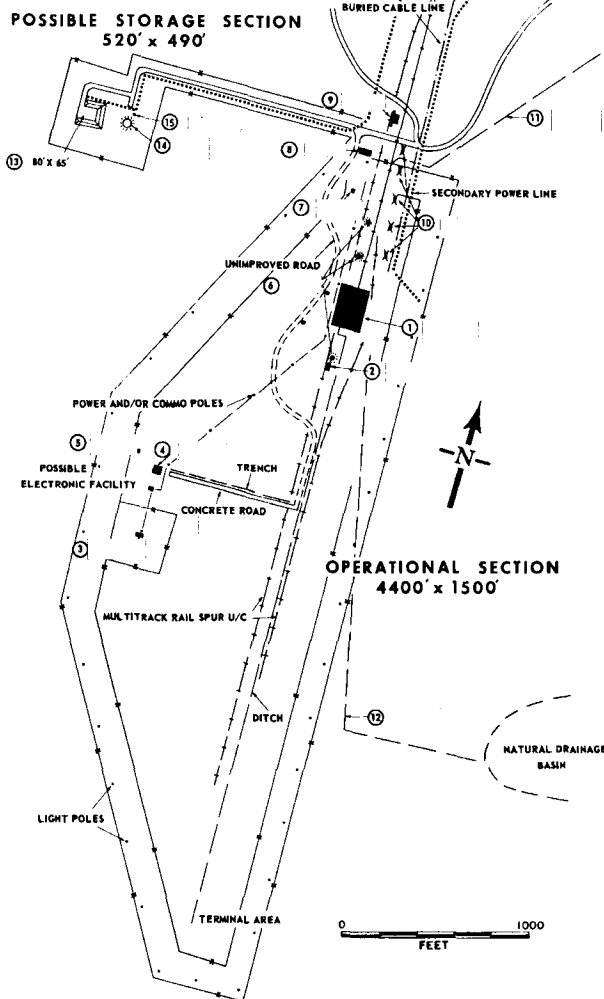 POSSIBLE STORAGE SECTION
520' x 490'
BURIED CABLE LINE
9
11
15
14
13 80' X 65'
8
SECONDARY POWER LINE
7
10
UNIMPROVED ROAD
6
1
2
POWER AND/OR COMMO POLES
N
5
4
POSSIBLE
ELECTRONIC FACILITY
TRENCH
CONCRETE ROAD
3
OPERATIONAL SECTION
4400' x 1500'
MULTITRACK RAIL SPUR U/C
DITCH
12
NATURAL DRAINAGE
BASIN
LIGHT POLES
TERMINAL AREA
0 1000
FEET